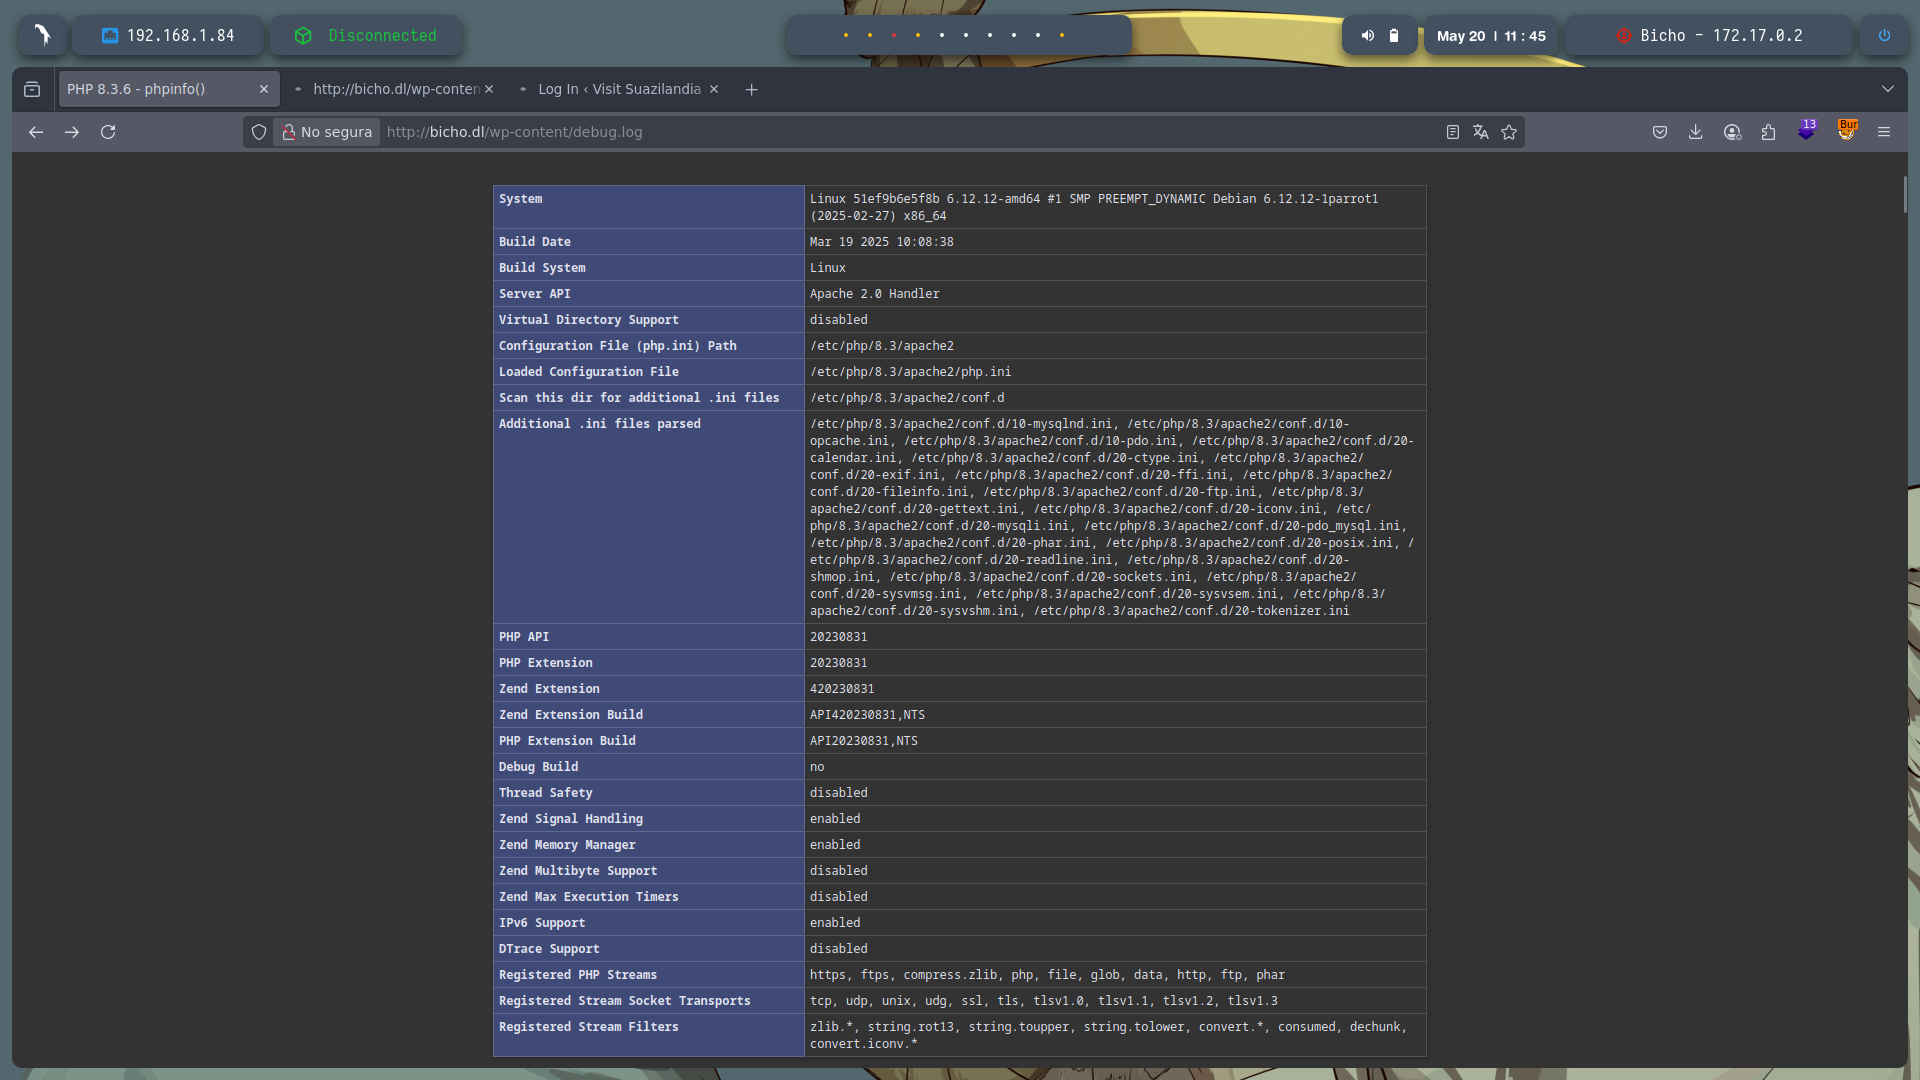 192.168.1.84
Disconnected
May 20 | 11 : 45
Bicho - 172.17.0.2
PHP 8.3.6 - phpinfo()
http://bicho.dl/wp-conten
Log In ‹ Visit Suazilandia
No segura
http://bicho.dl/wp-content/debug.log
13
Bur
System
Linux 51ef9b6e5f8b 6.12.12-amd64 #1 SMP PREEMPT_DYNAMIC Debian 6.12.12-1parrot1
(2025-02-27) x86_64
Build Date
Mar 19 2025 10:08:38
Build System
Linux
Server API
Apache 2.0 Handler
Virtual Directory Support
disabled
Configuration File (php.ini) Path
/etc/php/8.3/apache2
Loaded Configuration File
/etc/php/8.3/apache2/php.ini
Scan this dir for additional .ini files
/etc/php/8.3/apache2/conf.d
Additional .ini files parsed
/etc/php/8.3/apache2/conf.d/10-mysqlnd.ini, /etc/php/8.3/apache2/conf.d/10-
opcache.ini, /etc/php/8.3/apache2/conf.d/10-pdo.ini, /etc/php/8.3/apache2/conf.d/20-
calendar.ini, /etc/php/8.3/apache2/conf.d/20-ctype.ini, /etc/php/8.3/apache2/
conf.d/20-exif.ini, /etc/php/8.3/apache2/conf.d/20-ffi.ini, /etc/php/8.3/apache2/
conf.d/20-fileinfo.ini, /etc/php/8.3/apache2/conf.d/20-ftp.ini, /etc/php/8.3/
apache2/conf.d/20-gettext.ini, /etc/php/8.3/apache2/conf.d/20-iconv.ini, /etc/
php/8.3/apache2/conf.d/20-mysqli.ini, /etc/php/8.3/apache2/conf.d/20-pdo_mysql.ini,
/etc/php/8.3/apache2/conf.d/20-phar.ini, /etc/php/8.3/apache2/conf.d/20-posix.ini, /
etc/php/8.3/apache2/conf.d/20-readline.ini, /etc/php/8.3/apache2/conf.d/20-
shmop.ini, /etc/php/8.3/apache2/conf.d/20-sockets.ini, /etc/php/8.3/apache2/
conf.d/20-sysvmsg.ini, /etc/php/8.3/apache2/conf.d/20-sysvsem.ini, /etc/php/8.3/
apache2/conf.d/20-sysvshm.ini, /etc/php/8.3/apache2/conf.d/20-tokenizer.ini
PHP API
20230831
PHP Extension
20230831
Zend Extension
420230831
Zend Extension Build
API420230831,NTS
PHP Extension Build
API20230831,NTS
Debug Build
no
Thread Safety
disabled
Zend Signal Handling
enabled
Zend Memory Manager
enabled
Zend Multibyte Support
disabled
Zend Max Execution Timers
disabled
IPv6 Support
enabled
DTrace Support
disabled
Registered PHP Streams
https, ftps, compress.zlib, php, file, glob, data, http, ftp, phar
Registered Stream Socket Transports
tcp, udp, unix, udg, ssl, tls, tlsv1.0, tlsv1.1, tlsv1.2, tlsv1.3
Registered Stream Filters
zlib.*, string.rot13, string.toupper, string.tolower, convert.*, consumed, dechunk,
convert.iconv.*